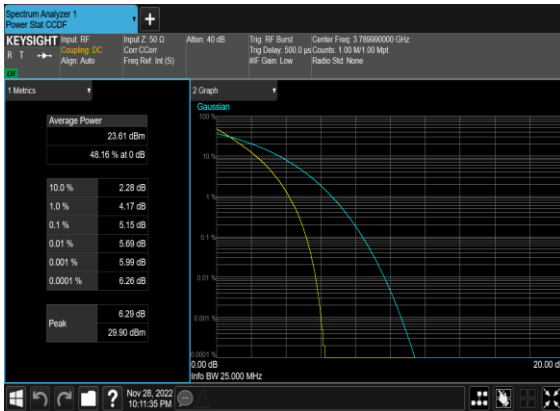 Spectrum Analyzer 1
Power Stat CCDF
+
KEYSIGHT
R T
LM
Input: RF
Coupling: DC
Align: Auto
Input Z: 50 Ω
Corr CCorr
Freq Ref: Int (S)
Atten: 40 dB
Trig: RF Burst
Trig Delay: 500.0 µs
#IF Gain: Low
Center Freq: 3.789990000 GHz
Counts: 1.00 M/1.00 Mpt
Radio Std: None
1 Metrics
Average Power
23.61 dBm
48.16 % at 0 dB
10.0 % 2.28 dB
1.0 % 4.17 dB
0.1 % 5.15 dB
0.01 % 5.69 dB
0.001 % 5.99 dB
0.0001 % 6.26 dB
Peak
6.29 dB
29.90 dBm
2 Graph
Gaussian
100 %
10 %
1 %
0.1 %
0.01 %
0.001 %
0.0001 %
0.00 dB
20.00 d
Info BW 25.000 MHz
?
Nov 28, 2022
10:11:35 PM